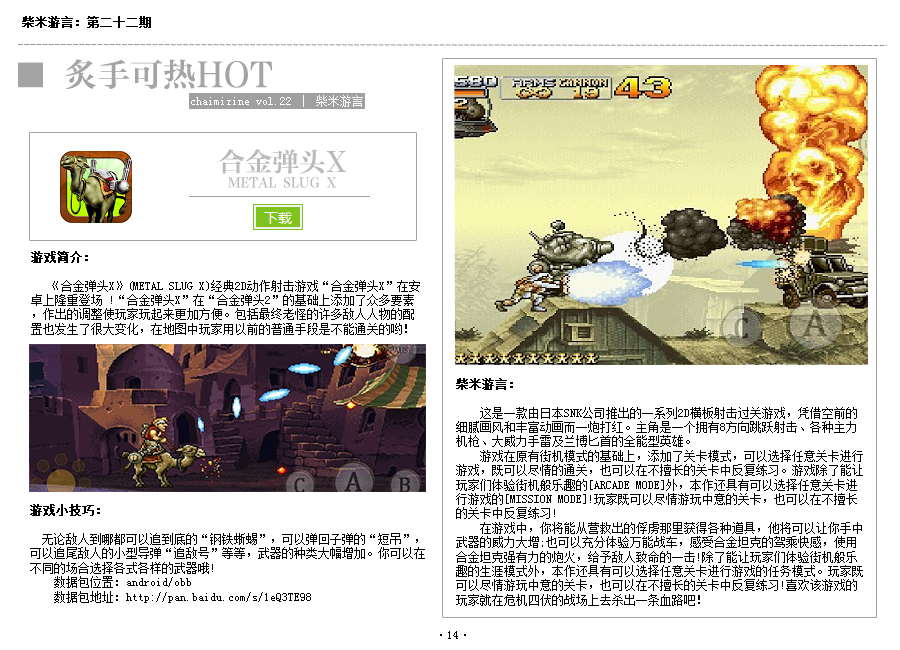 柴米游言：第二十二期
炙手可热HOT
chaimizine vol.22 | 柴米游言
合金弹头X
METAL SLUG X
下载
游戏简介：
《合金弹头X》(METAL SLUG X)经典2D动作射击游戏“合金弹头X”在安
卓上隆重登场 ！“合金弹头X”在“合金弹头2”的基础上添加了众多要素
，作出的调整使玩家玩起来更加方便。包括最终老怪的许多敌人人物的配
置也发生了很大变化，在地图中玩家用以前的普通手段是不能通关的哟！
C A B
游戏小技巧：
无论敌人到哪都可以追到底的“钢铁蜥蜴”，可以弹回子弹的“短吊”，
可以追尾敌人的小型导弹“追敌号”等等，武器的种类大幅增加。你可以在
不同的场合选择各式各样的武器哦!
数据包位置：android/obb
数据包地址：http://pan.baidu.com/s/1eQ3TE98
580 ARMS CANNON 43
∞ 10
C A
柴米游言：
这是一款由日本SNK公司推出的一系列2D横板射击过关游戏，凭借空前的
细腻画风和丰富动画而一炮打红。主角是一个拥有8方向跳跃射击、各种主力
机枪、大威力手雷及兰博匕首的全能型英雄。
游戏在原有街机模式的基础上，添加了关卡模式，可以选择任意关卡进行
游戏，既可以尽情的通关，也可以在不擅长的关卡中反复练习。游戏除了能让
玩家们体验街机般乐趣的[ARCADE MODE]外，本作还具有可以选择任意关卡进
行游戏的[MISSION MODE]!玩家既可以尽情游玩中意的关卡，也可以在不擅长
的关卡中反复练习!
在游戏中，你将能从营救出的俘虏那里获得各种道具，他将可以让你手中
武器的威力大增;也可以充分体验万能战车，感受合金坦克的驾乘快感，使用
合金坦克强有力的炮火，给予敌人致命的一击!除了能让玩家们体验街机般乐
趣的生涯模式外，本作还具有可以选择任意关卡进行游戏的任务模式。玩家既
可以尽情游玩中意的关卡，也可以在不擅长的关卡中反复练习!喜欢该游戏的
玩家就在危机四伏的战场上去杀出一条血路吧！
·14·